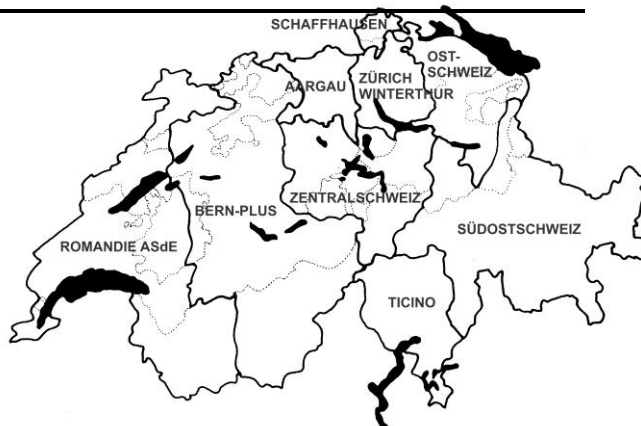 SCHAFFHAUSEN
OST-
SCHWEIZ
AARGAU
ZÜRICH
WINTERTHUR
BERN-PLUS
ZENTRALSCHWEIZ
SÜDOSTSCHWEIZ
ROMANDIE ASdE
TICINO